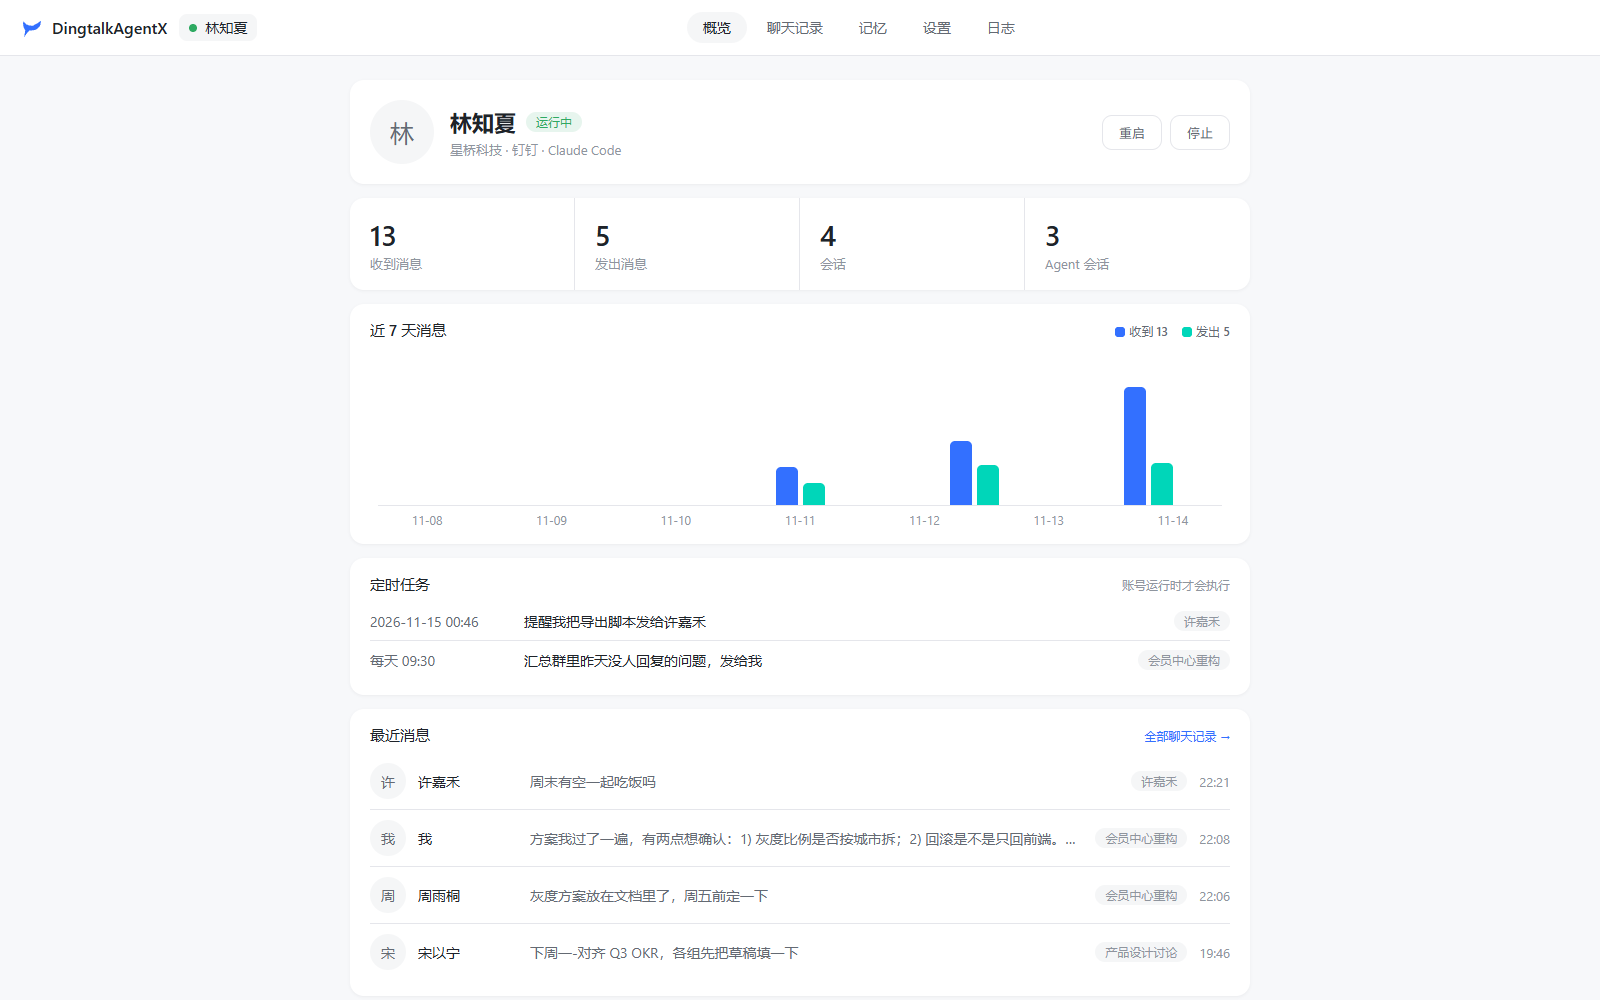 DingtalkAgentX 林知夏 概览 聊天记录 记忆 设置 日志
林
林知夏 运行中
星桥科技 · 钉钉 · Claude Code
重启 停止
13 5 4 3
收到消息 发出消息 会话 Agent 会话
近 7 天消息 收到 13 发出 5
11-08 11-09 11-10 11-11 11-12 11-13 11-14
定时任务 账号运行时才会执行
2026-11-15 00:46 提醒我把导出脚本发给许嘉禾 许嘉禾
每天 09:30 汇总群里昨天没人回复的问题，发给我 会员中心重构
最近消息 全部聊天记录 →
许 许嘉禾 周末有空一起吃饭吗 许嘉禾 22:21
我 我 方案我过了一遍，有两点想确认：1) 灰度比例是否按城市拆；2) 回滚是不是只回前端。... 会员中心重构 22:08
周 周雨桐 灰度方案放在文档里了，周五前定一下 会员中心重构 22:06
宋 宋以宁 下周一对齐 Q3 OKR，各组先把草稿填一下 产品设计讨论 19:46